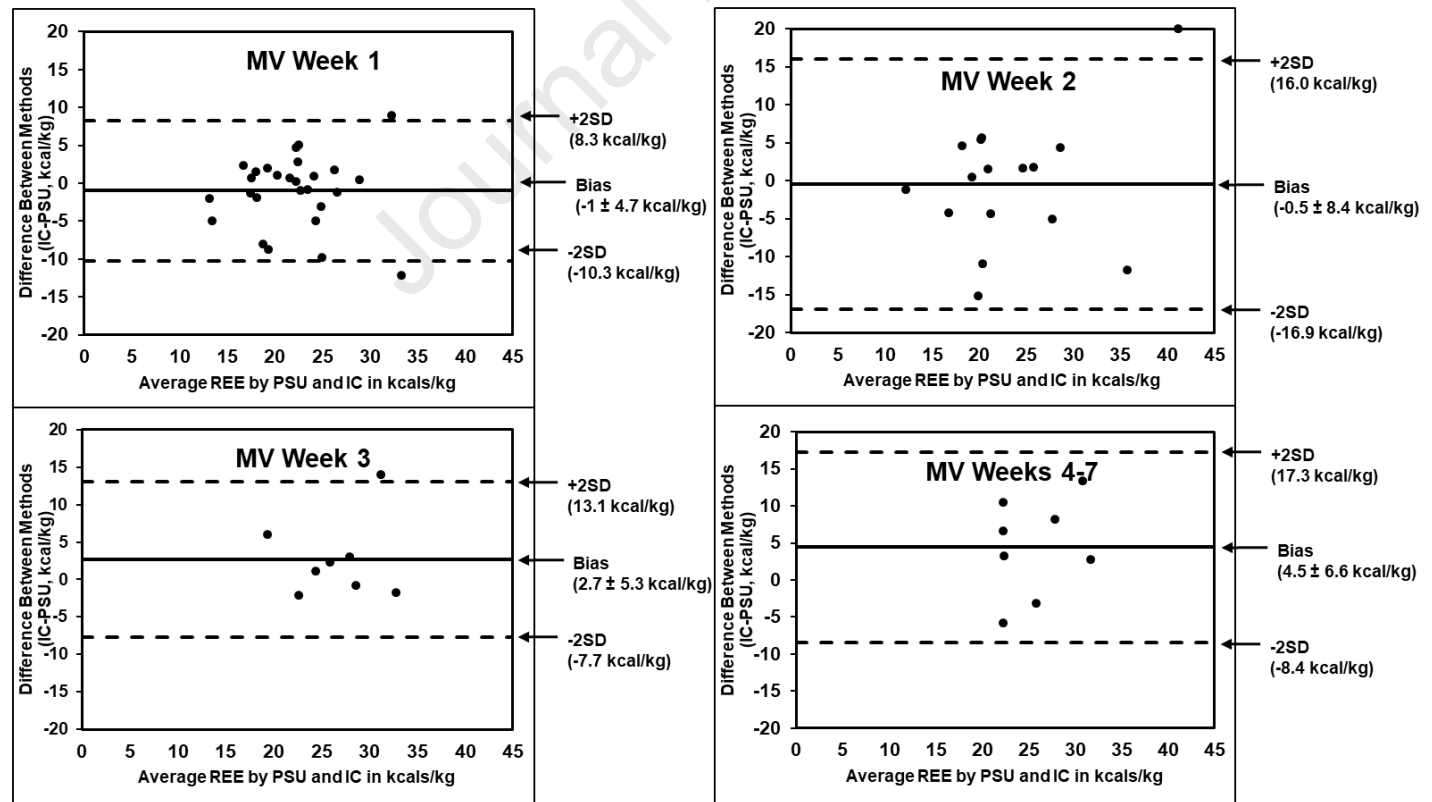 Journal
MV Week 1
Difference Between Methods
(IC-PSU, kcal/kg)
20
15
10
5
0
-5
-10
-15
-20
0 5 10 15 20 25 30 35 40 45
Average REE by PSU and IC in kcals/kg
+2SD
(8.3 kcal/kg)
Bias
(-1 ± 4.7 kcal/kg)
-2SD
(-10.3 kcal/kg)
MV Week 2
Difference Between Methods
(IC-PSU, kcal/kg)
20
15
10
5
0
-5
-10
-15
-20
0 5 10 15 20 25 30 35 40 45
Average REE by PSU and IC in kcals/kg
+2SD
(16.0 kcal/kg)
Bias
(-0.5 ± 8.4 kcal/kg)
-2SD
(-16.9 kcal/kg)
MV Week 3
Difference Between Methods
(IC-PSU, kcal/kg)
20
15
10
5
0
-5
-10
-15
-20
0 5 10 15 20 25 30 35 40 45
Average REE by PSU and IC in kcals/kg
+2SD
(13.1 kcal/kg)
Bias
(2.7 ± 5.3 kcal/kg)
-2SD
(-7.7 kcal/kg)
MV Weeks 4-7
Difference Between Methods
(IC-PSU, kcal/kg)
20
15
10
5
0
-5
-10
-15
-20
0 5 10 15 20 25 30 35 40 45
Average REE by PSU and IC in kcals/kg
+2SD
(17.3 kcal/kg)
Bias
(4.5 ± 6.6 kcal/kg)
-2SD
(-8.4 kcal/kg)